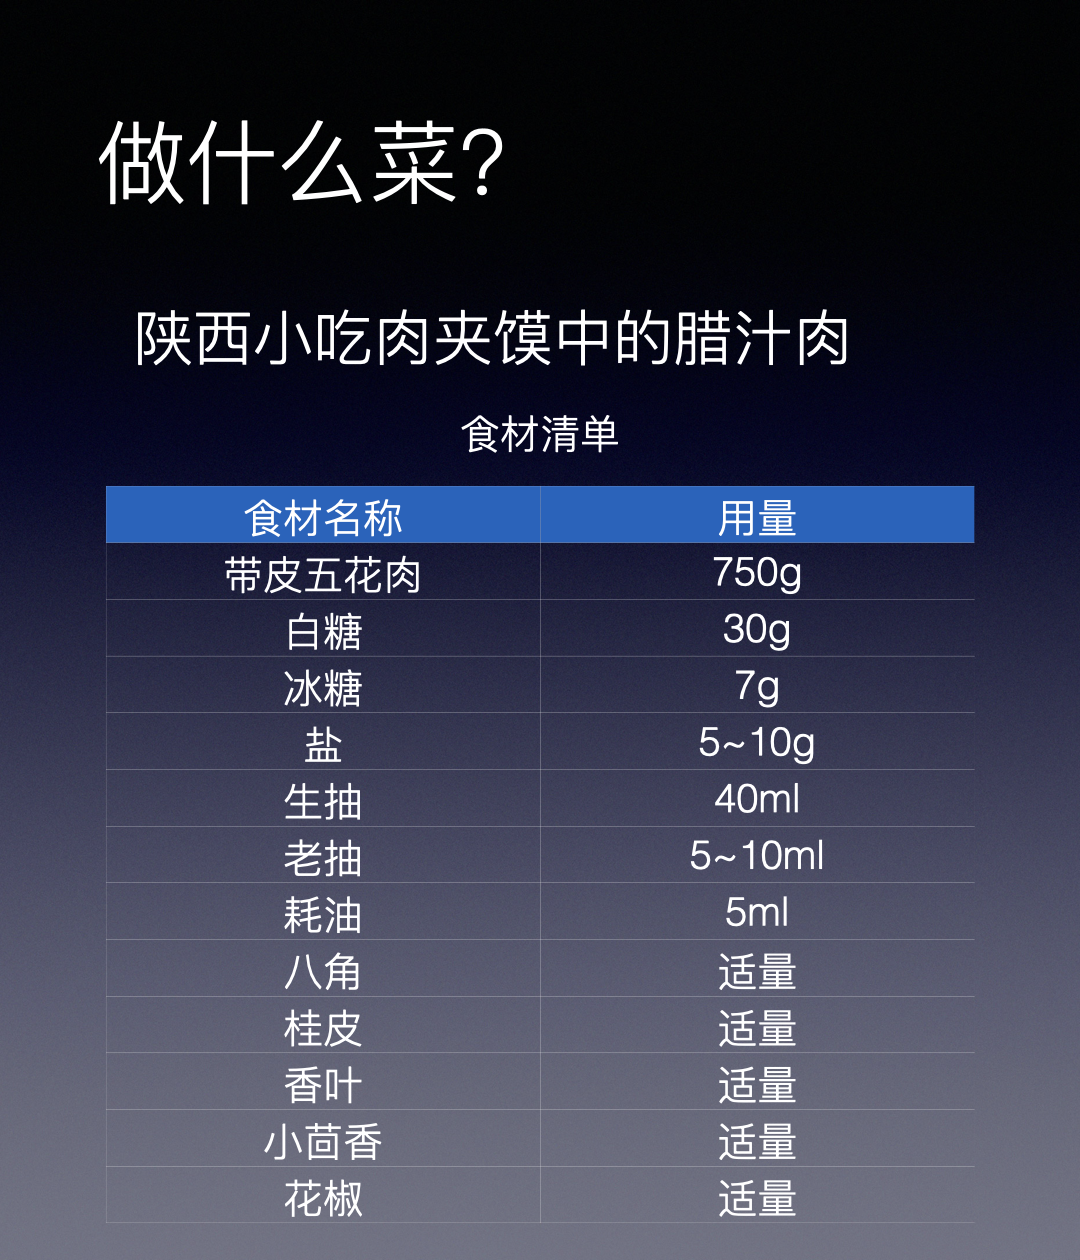 做什么菜？
陕西小吃肉夹馍中的腊汁肉
食材清单
食材名称 用量
带皮五花肉 750g
白糖 30g
冰糖 7g
盐 5~10g
生抽 40ml
老抽 5~10ml
耗油 5ml
八角 适量
桂皮 适量
香叶 适量
小茴香 适量
花椒 适量